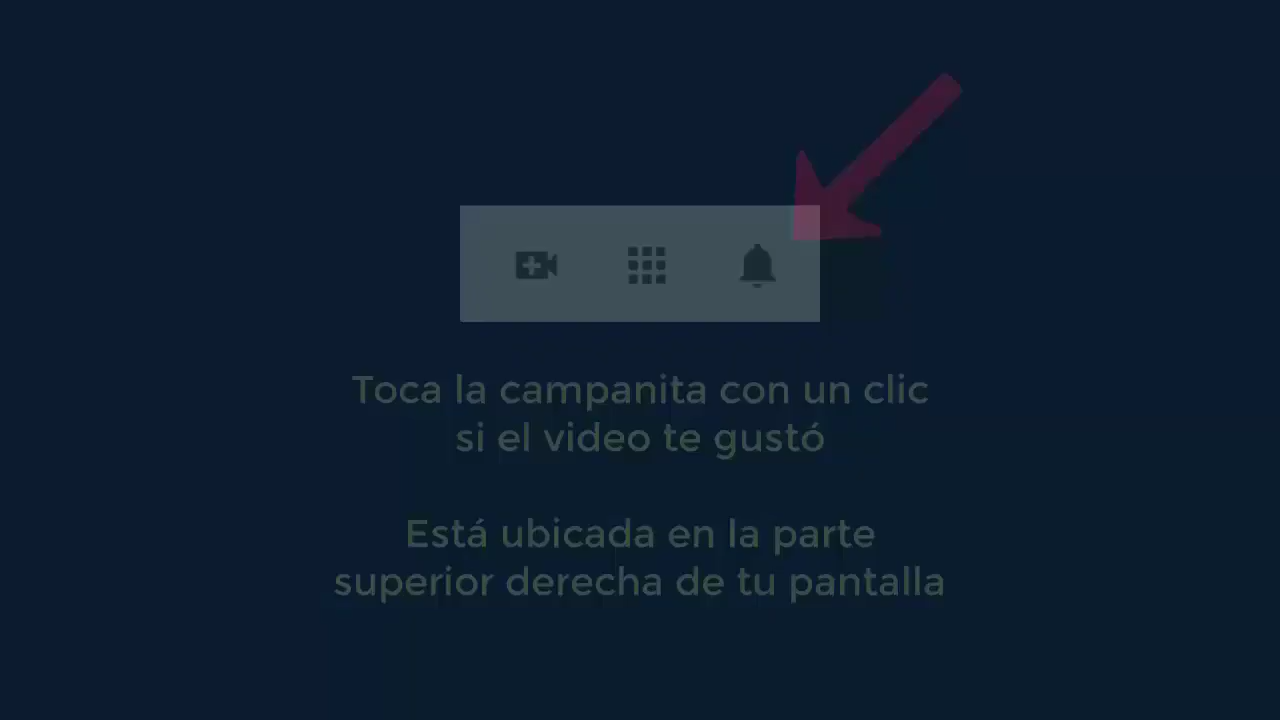 Toca la campanita con un clic
si el video te gustó
Está ubicada en la parte
superior derecha de tu pantalla